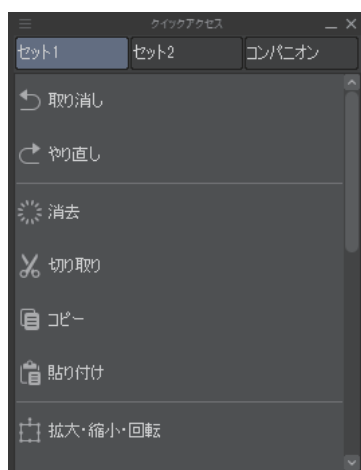 クイックアクセス
セット1 セット2 コンパニオン
取り消し
やり直し
消去
切り取り
コピー
貼り付け
拡大・縮小・回転